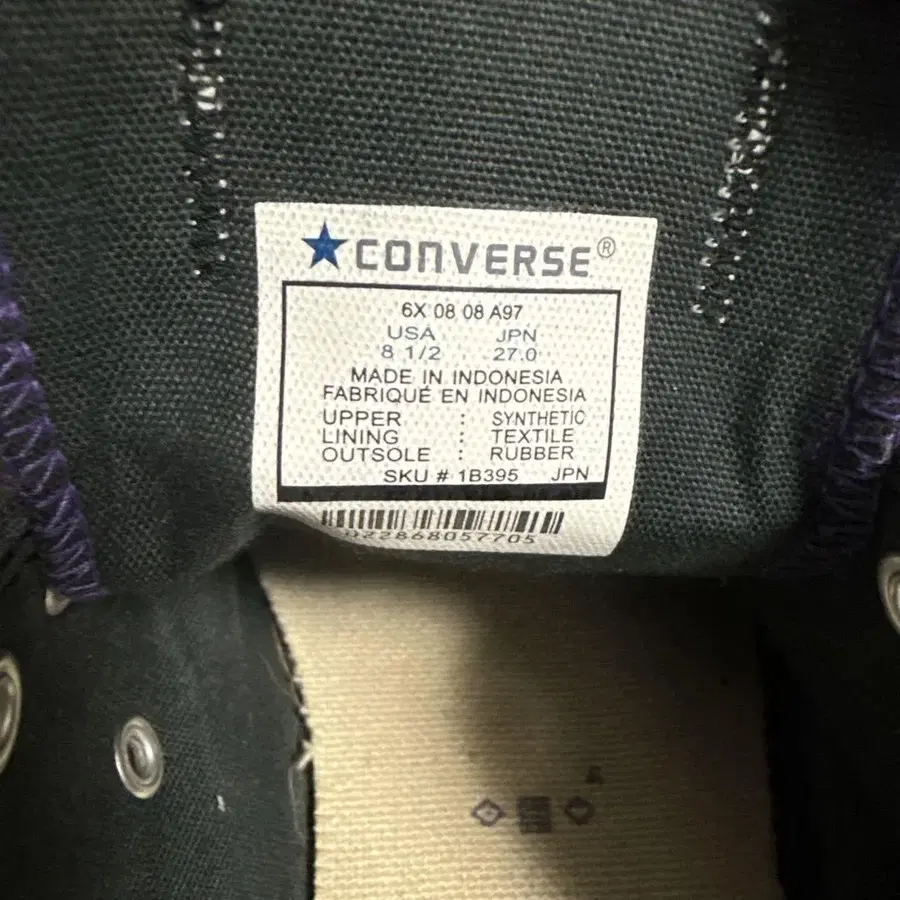 CONVERSE®
6X 08 08 A97
USA JPN
8 1/2 27.0
MADE IN INDONESIA
FABRIQUÉ EN INDONESIA
UPPER : SYNTHETIC
LINING : TEXTILE
OUTSOLE : RUBBER
SKU # 1B395 JPN
022868057705